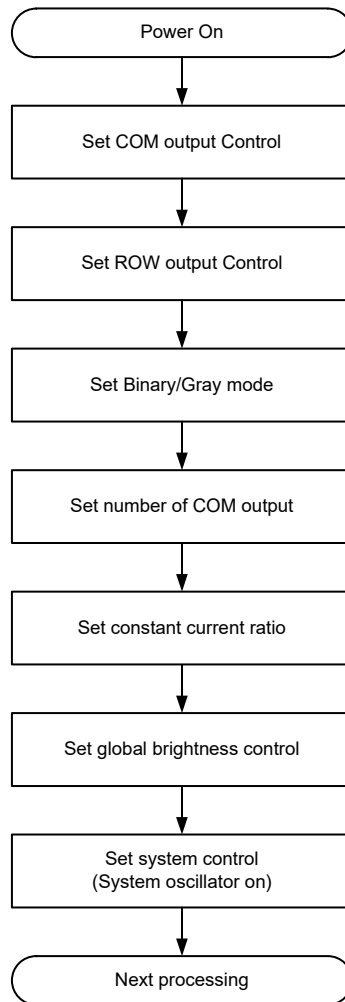 Power On
Set COM output Control
Set ROW output Control
Set Binary/Gray mode
Set number of COM output
Set constant current ratio
Set global brightness control
Set system control
(System oscillator on)
Next processing